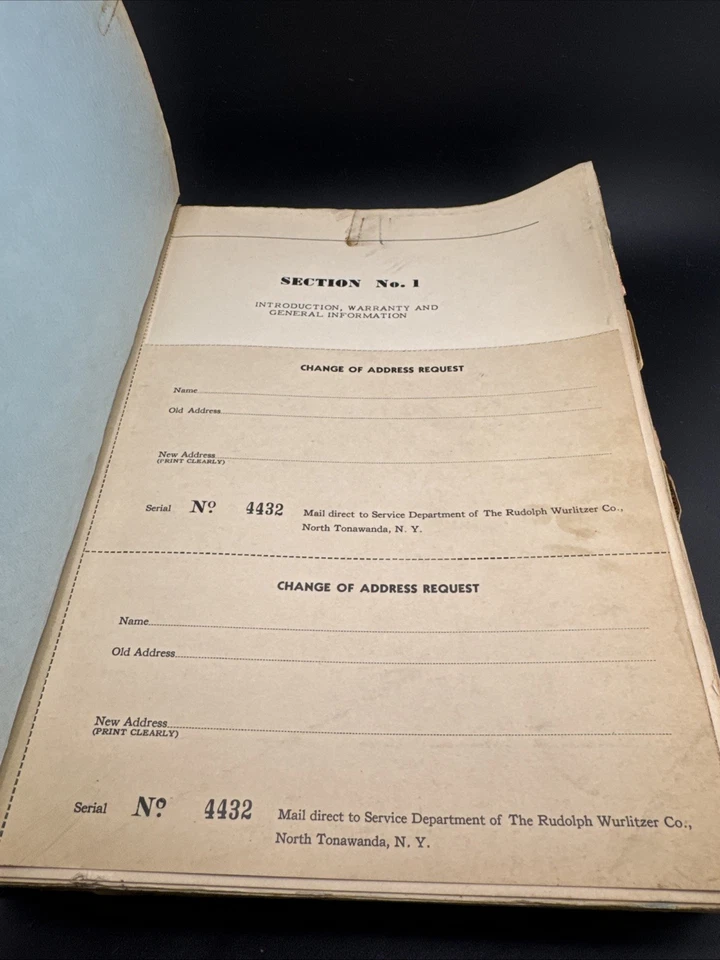 SECTION No. 1
INTRODUCTION, WARRANTY AND
GENERAL INFORMATION
CHANGE OF ADDRESS REQUEST
Name
Old Address
New Address
(PRINT CLEARLY)
Serial Nº 4432 Mail direct to Service Department of The Rudolph Wurlitzer Co.,
North Tonawanda, N. Y.
CHANGE OF ADDRESS REQUEST
Name
Old Address
New Address
(PRINT CLEARLY)
Serial Nº 4432 Mail direct to Service Department of The Rudolph Wurlitzer Co.,
North Tonawanda, N. Y.